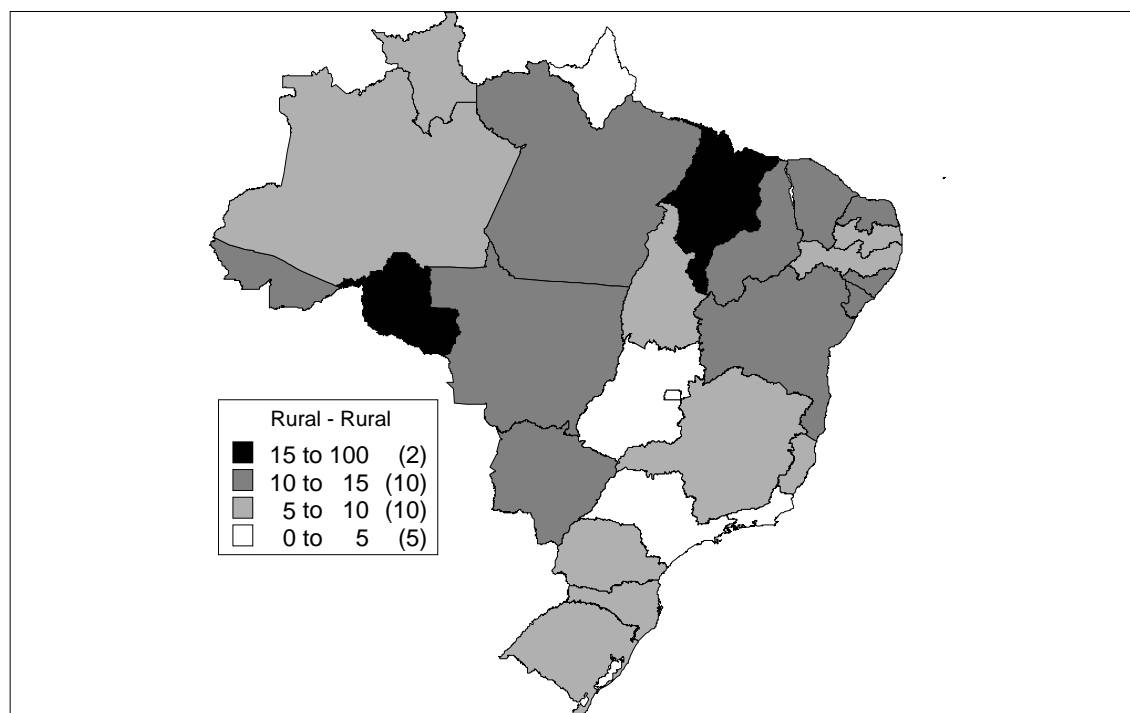 Rural - Rural
15 to 100 (2)
10 to 15 (10)
5 to 10 (10)
0 to 5 (5)